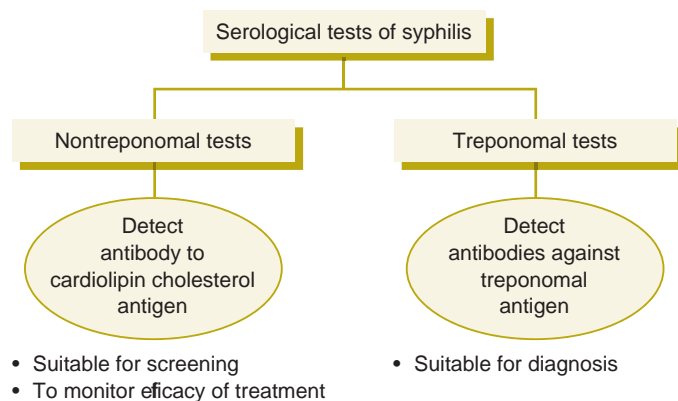 Serological tests of syphilis
Nontreponomal tests
Treponomal tests
Detect
antibody to
cardiolipin cholesterol
antigen
Detect
antibodies against
treponomal
antigen
• Suitable for screening
• To monitor efficacy of treatment
• Suitable for diagnosis